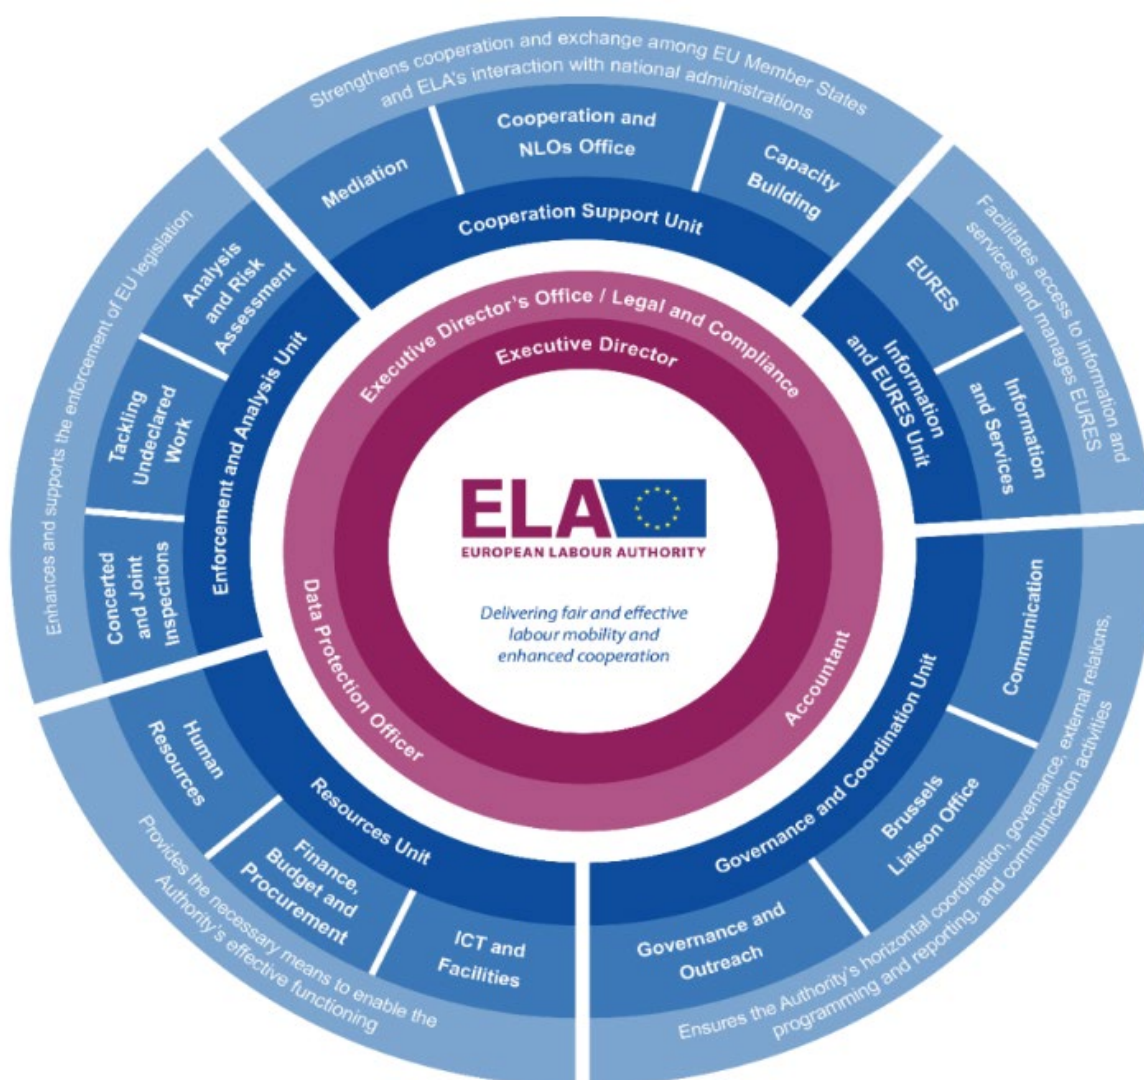 Strengthens cooperation and exchange among EU Member States
and ELA's interaction with national administrations
Mediation
Cooperation and
NLOs Office
Capacity
Building
Cooperation Support Unit
Facilitates access to information and
services and manages EURES
EURES
Information
and Services
Information
and EURES Unit
Ensures the Authority's horizontal coordination, governance, external relations,
programming and reporting, and communication activities
Communication
Brussels
Liaison Office
Governance and
Outreach
Governance and Coordination Unit
Provides the necessary means to enable the
Authority's effective functioning
Human
Resources
Finance,
Budget and
Procurement
ICT and
Facilities
Resources Unit
Enhances and supports the enforcement of EU legislation
Analysis
and Risk
Assessment
Tackling
Undeclared
Work
Concerted
and Joint
Inspections
Enforcement and Analysis Unit
Executive Director's Office / Legal and Compliance
Accountant
Data Protection Officer
Executive Director
ELA
EUROPEAN LABOUR AUTHORITY
Delivering fair and effective
labour mobility and
enhanced cooperation